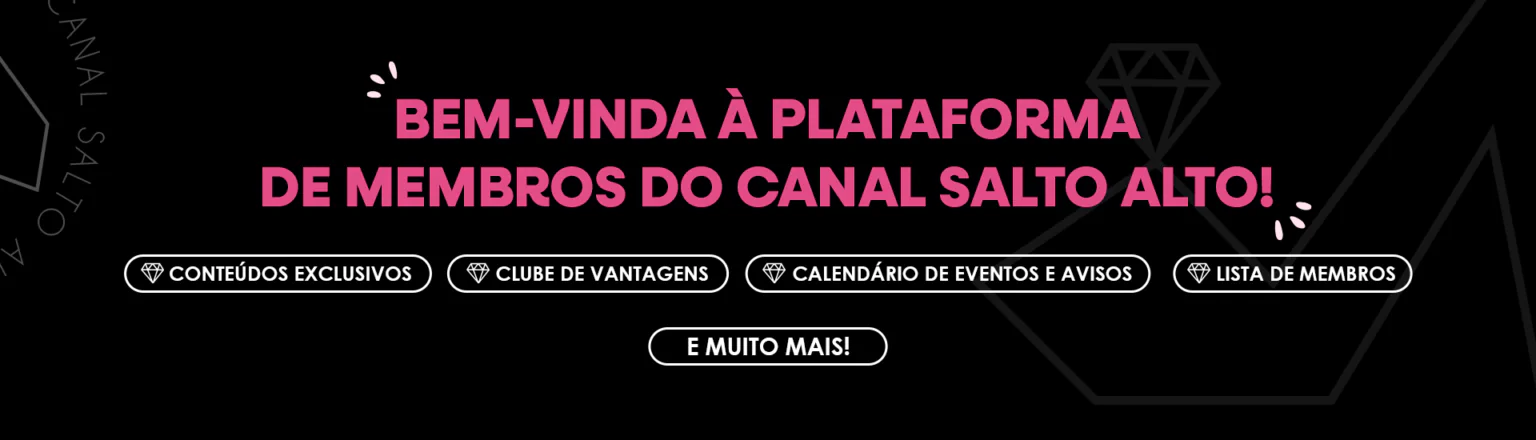 CANAL SALTO A
BEM-VINDA À PLATAFORMA
DE MEMBROS DO CANAL SALTO ALTO!
CONTEÚDOS EXCLUSIVOS
CLUBE DE VANTAGENS
CALENDÁRIO DE EVENTOS E AVISOS
LISTA DE MEMBROS
E MUITO MAIS!